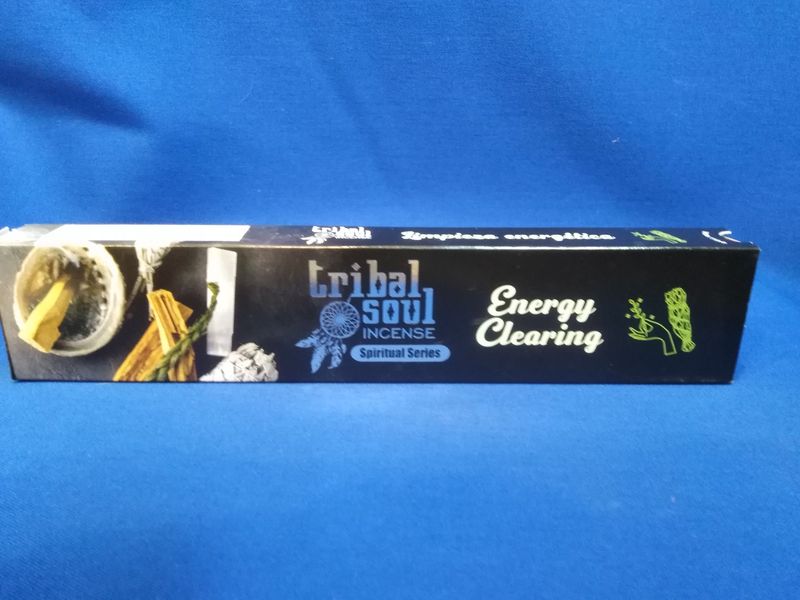 tribal
soul
Limpieza energética
tribal
soul
INCENSE
Spiritual Series
Energy
Clearing